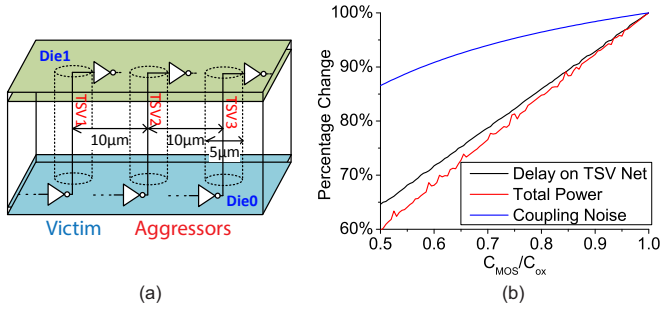 Die1
TSV1
TSV2
TSV3
10µm
10µm
5µm
Die0
Victim
Aggressors
(a)
Percentage Change
100%
90%
80%
70%
60%
Delay on TSV Net
Total Power
Coupling Noise
0.5
0.6
0.7
0.8
0.9
1.0
C_MOS/C_ox
(b)